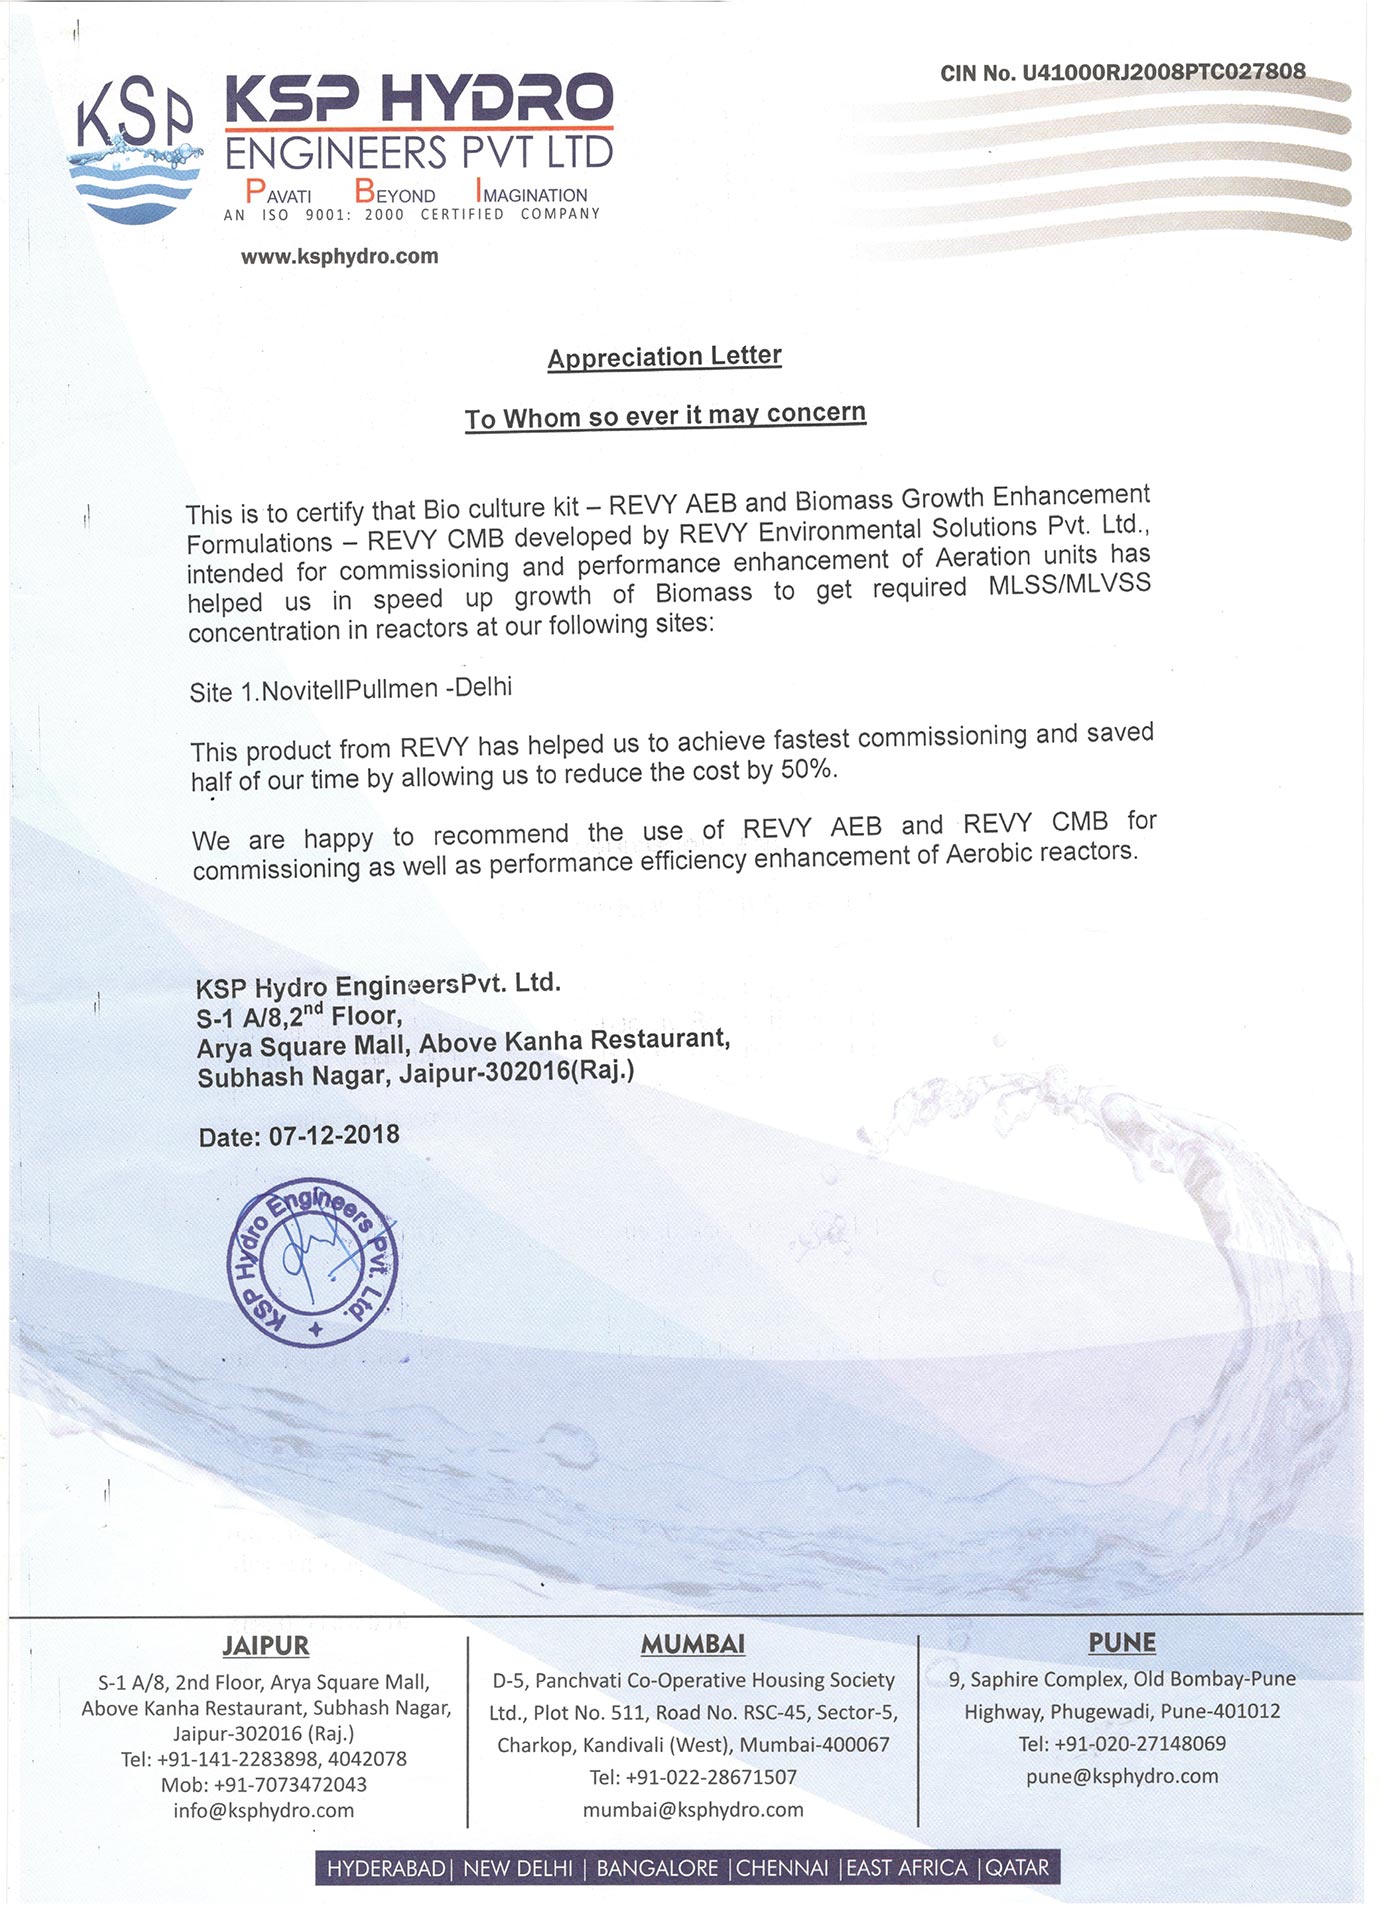 KSP
KSP HYDRO
ENGINEERS PVT LTD
PAVATI BEYOND IMAGINATION
AN ISO 9001: 2000 CERTIFIED COMPANY
www.ksphydro.com
CIN No. U41000RJ2008PTC027808
Appreciation Letter
To Whom so ever it may concern
This is to certify that Bio culture kit – REVY AEB and Biomass Growth Enhancement
Formulations – REVY CMB developed by REVY Environmental Solutions Pvt. Ltd.,
intended for commissioning and performance enhancement of Aeration units has
helped us in speed up growth of Biomass to get required MLSS/MLVSS
concentration in reactors at our following sites:
Site 1.NovitellPullmen -Delhi
This product from REVY has helped us to achieve fastest commissioning and saved
half of our time by allowing us to reduce the cost by 50%.
We are happy to recommend the use of REVY AEB and REVY CMB for
commissioning as well as performance efficiency enhancement of Aerobic reactors.
KSP Hydro EngineersPvt. Ltd.
S-1 A/8,2nd Floor,
Arya Square Mall, Above Kanha Restaurant,
Subhash Nagar, Jaipur-302016(Raj.)
Date: 07-12-2018
KSP Hydro Engineers Pvt. Ltd.
JAIPUR
S-1 A/8, 2nd Floor, Arya Square Mall,
Above Kanha Restaurant, Subhash Nagar,
Jaipur-302016 (Raj.)
Tel: +91-141-2283898, 4042078
Mob: +91-7073472043
info@ksphydro.com
MUMBAI
D-5, Panchvati Co-Operative Housing Society
Ltd., Plot No. 511, Road No. RSC-45, Sector-5,
Charkop, Kandivali (West), Mumbai-400067
Tel: +91-022-28671507
mumbai@ksphydro.com
PUNE
9, Saphire Complex, Old Bombay-Pune
Highway, Phugewadi, Pune-401012
Tel: +91-020-27148069
pune@ksphydro.com
HYDERABAD| NEW DELHI | BANGALORE |CHENNAI |EAST AFRICA |QATAR